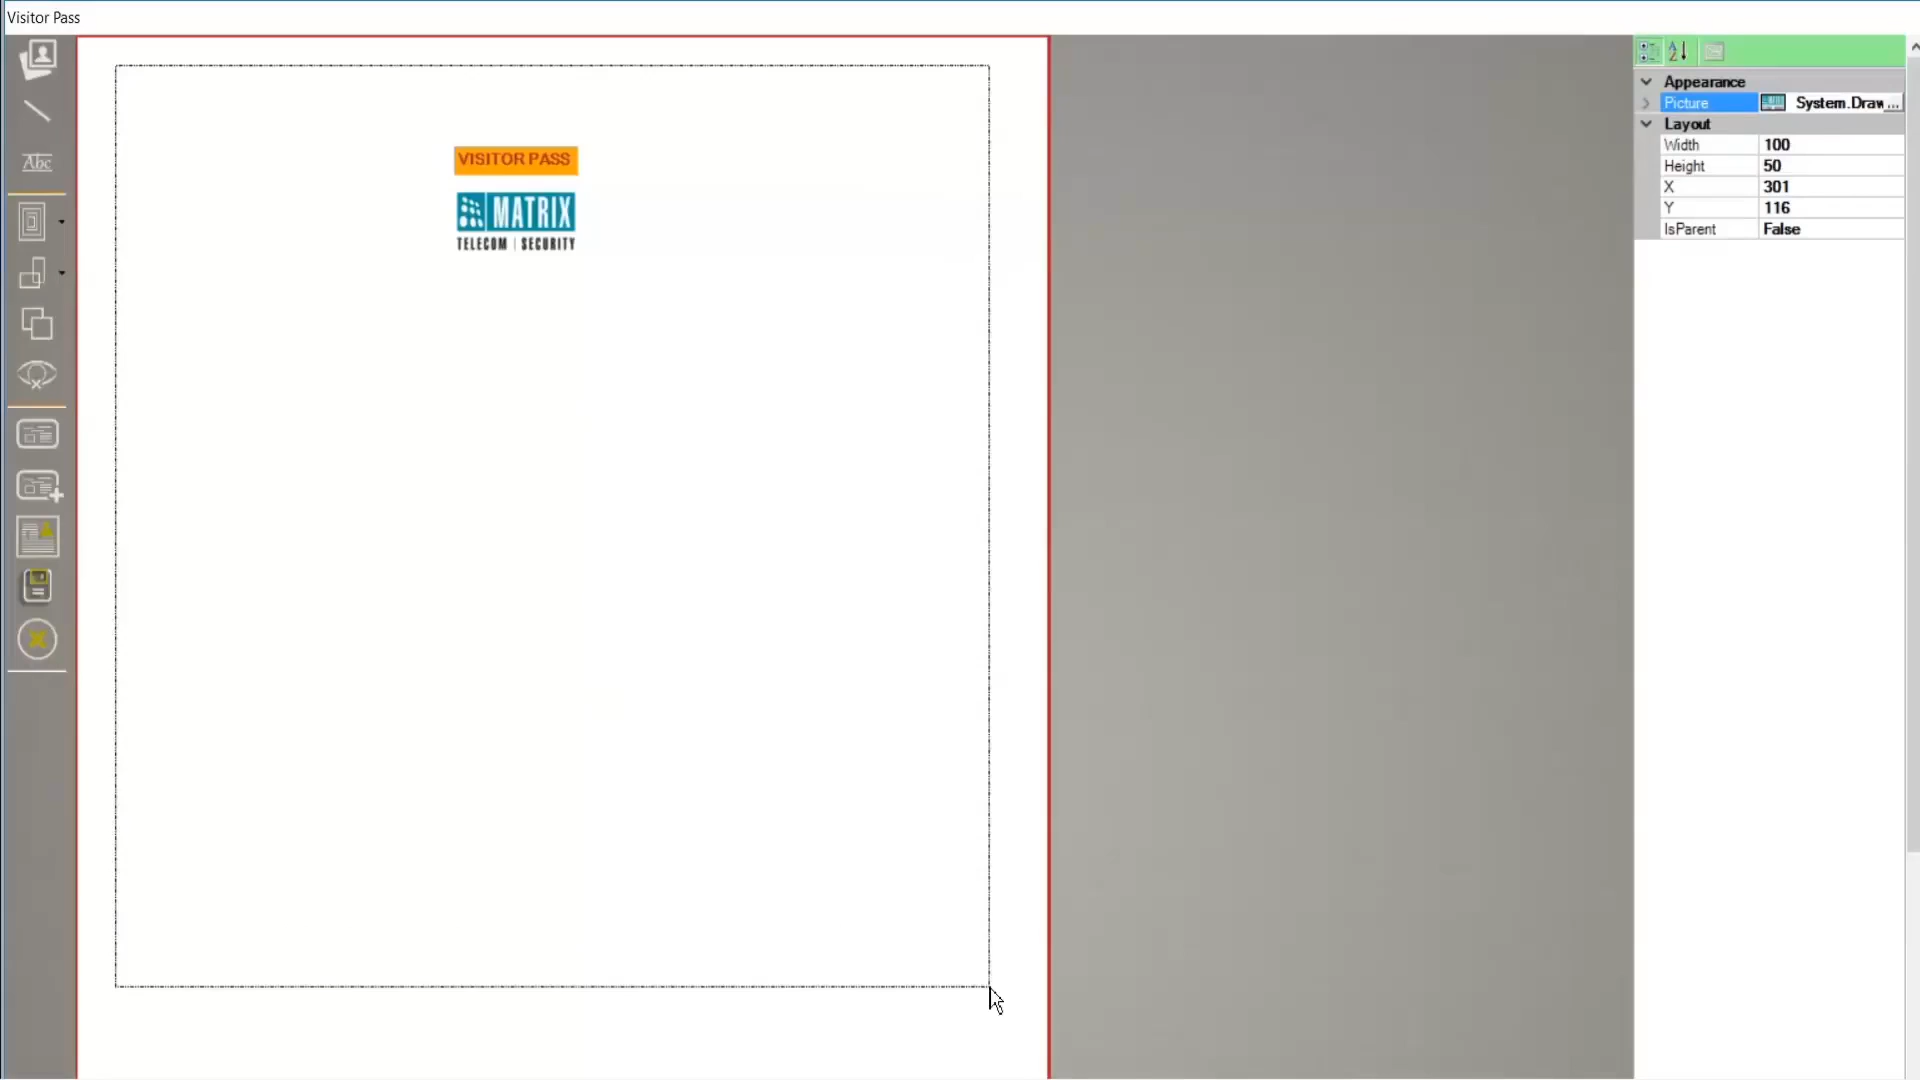 Visitor Pass
Abc
VISITOR PASS
MATRIX
TELECOM | SECURITY
Appearance
Picture System.Draw...
Layout
Width 100
Height 50
X 301
Y 116
IsParent False